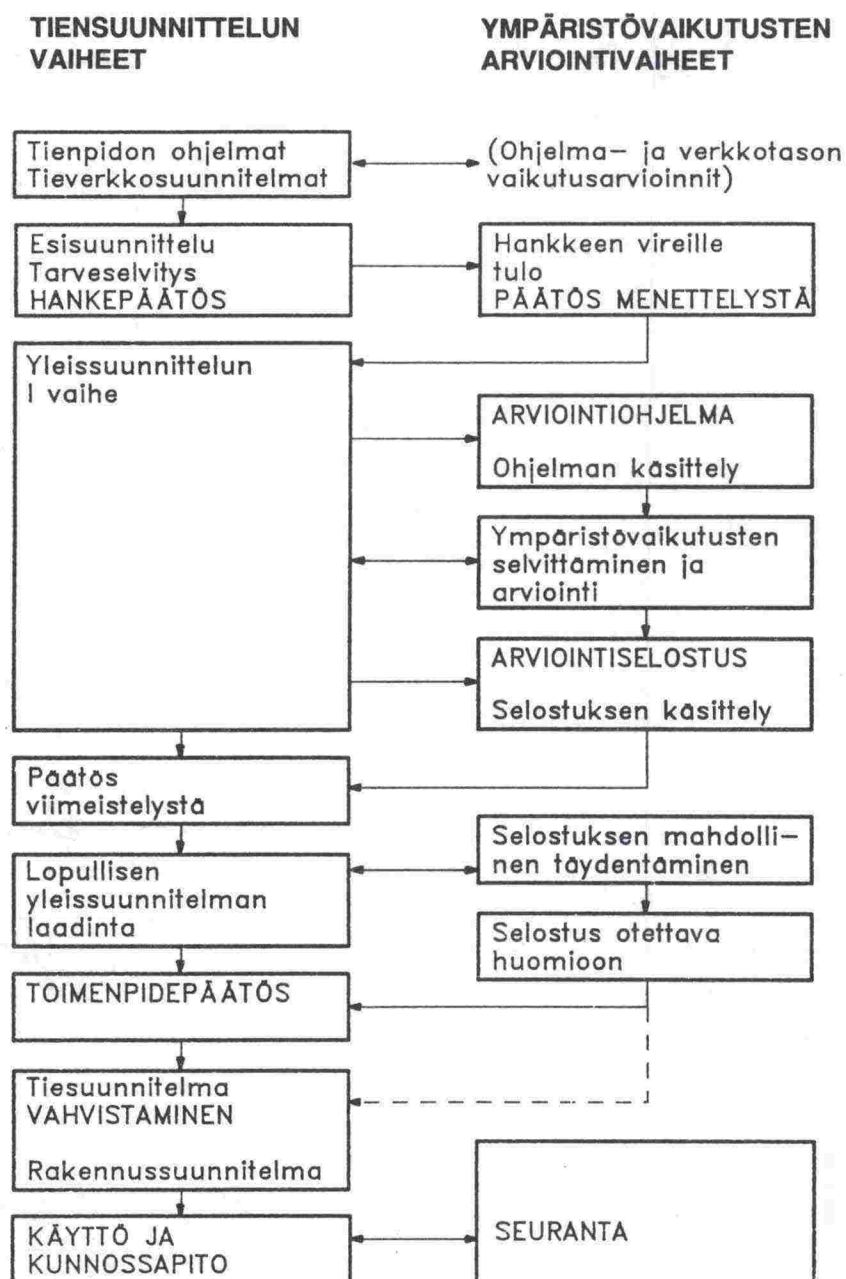 TIENSUUNNITTELUN
VAIHEET
YMPÄRISTÖVAIKUTUSTEN
ARVIOINTIVAIHEET
Tienpidon ohjelmat
Tieverkkosuunnitelmat
(Ohjelma- ja verkkotason
vaikutusarvioinnit)
Esisuunnittelu
Tarveselvitys
HANKEPÄÄTÖS
Hankkeen vireille
tulo
PÄÄTÖS MENETTELYSTÄ
Yleissuunnittelun
I vaihe
ARVIOINTIOHJELMA
Ohjelman käsittely
Ympäristövaikutusten
selvittäminen ja
arviointi
ARVIOINTISELOSTUS
Selostuksen käsittely
Päätös
viimeistelystä
Selostuksen mahdolli-
nen täydentäminen
Lopullisen
yleissuunnitelman
laadinta
Selostus otettava
huomioon
TOIMENPIDEPÄÄTÖS
Tiesuunnitelma
VAHVISTAMINEN
Rakennussuunnitelma
KÄYTTÖ JA
KUNNOSSAPITO
SEURANTA